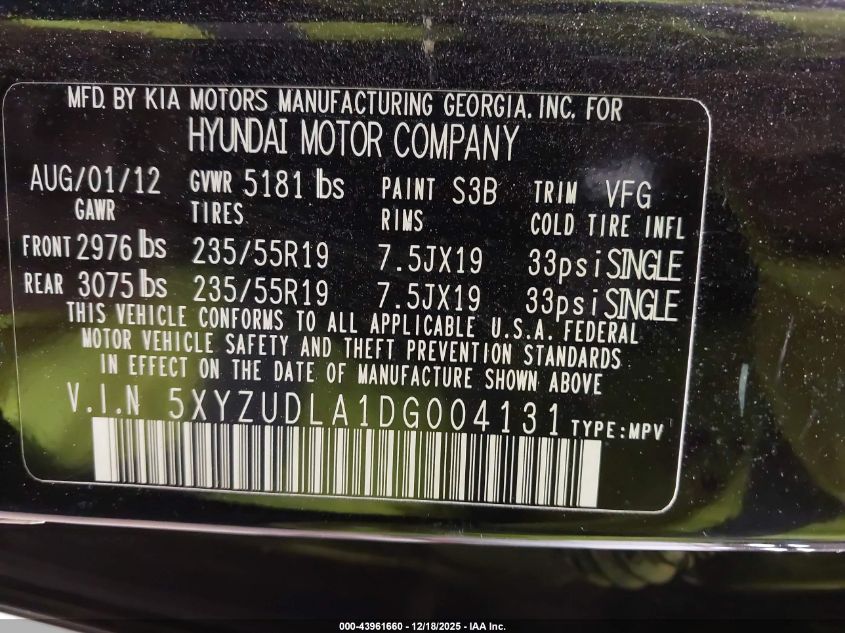 MFD. BY KIA MOTORS MANUFACTURING GEORGIA. INC. FOR
HYUNDAI MOTOR COMPANY
AUG/01/12 GVWR 5181 lbs PAINT S3B TRIM VFG
GAWR TIRES RIMS COLD TIRE INFL
FRONT 2976 lbs 235/55R19 7.5JX19 33psi SINGLE
REAR 3075 lbs 235/55R19 7.5JX19 33psi SINGLE
THIS VEHICLE CONFORMS TO ALL APPLICABLE U.S.A. FEDERAL
MOTOR VEHICLE SAFETY AND THEFT PREVENTION STANDARDS
IN EFFECT ON THE DATE OF MANUFACTURE SHOWN ABOVE
V.I.N 5XYZUDLA1DG004131 TYPE:MPV
000-43961660 - 12/18/2025 - IAA Inc.